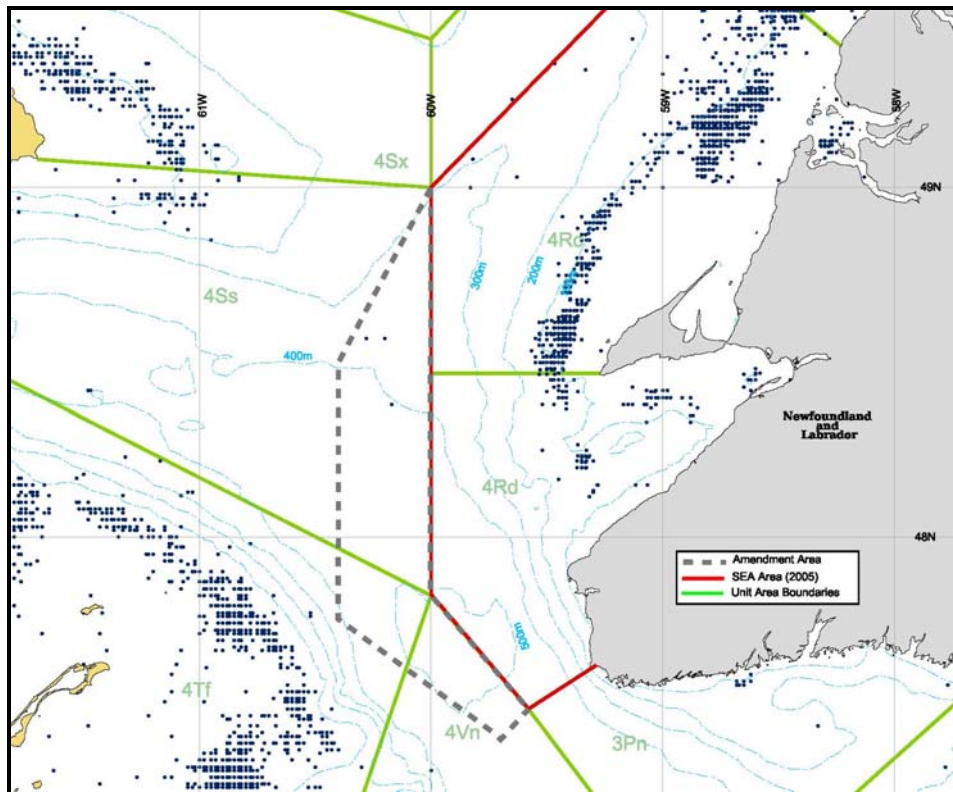 61W
60W
59W
58W
4Sx
49N
4Rc
300m
200m
4Ss
400m
Newfoundland
and
Labrador
4Rd
48N
Amendment Area
SEA Area (2005)
Unit Area Boundaries
500m
4Tf
4Vn
3Pn